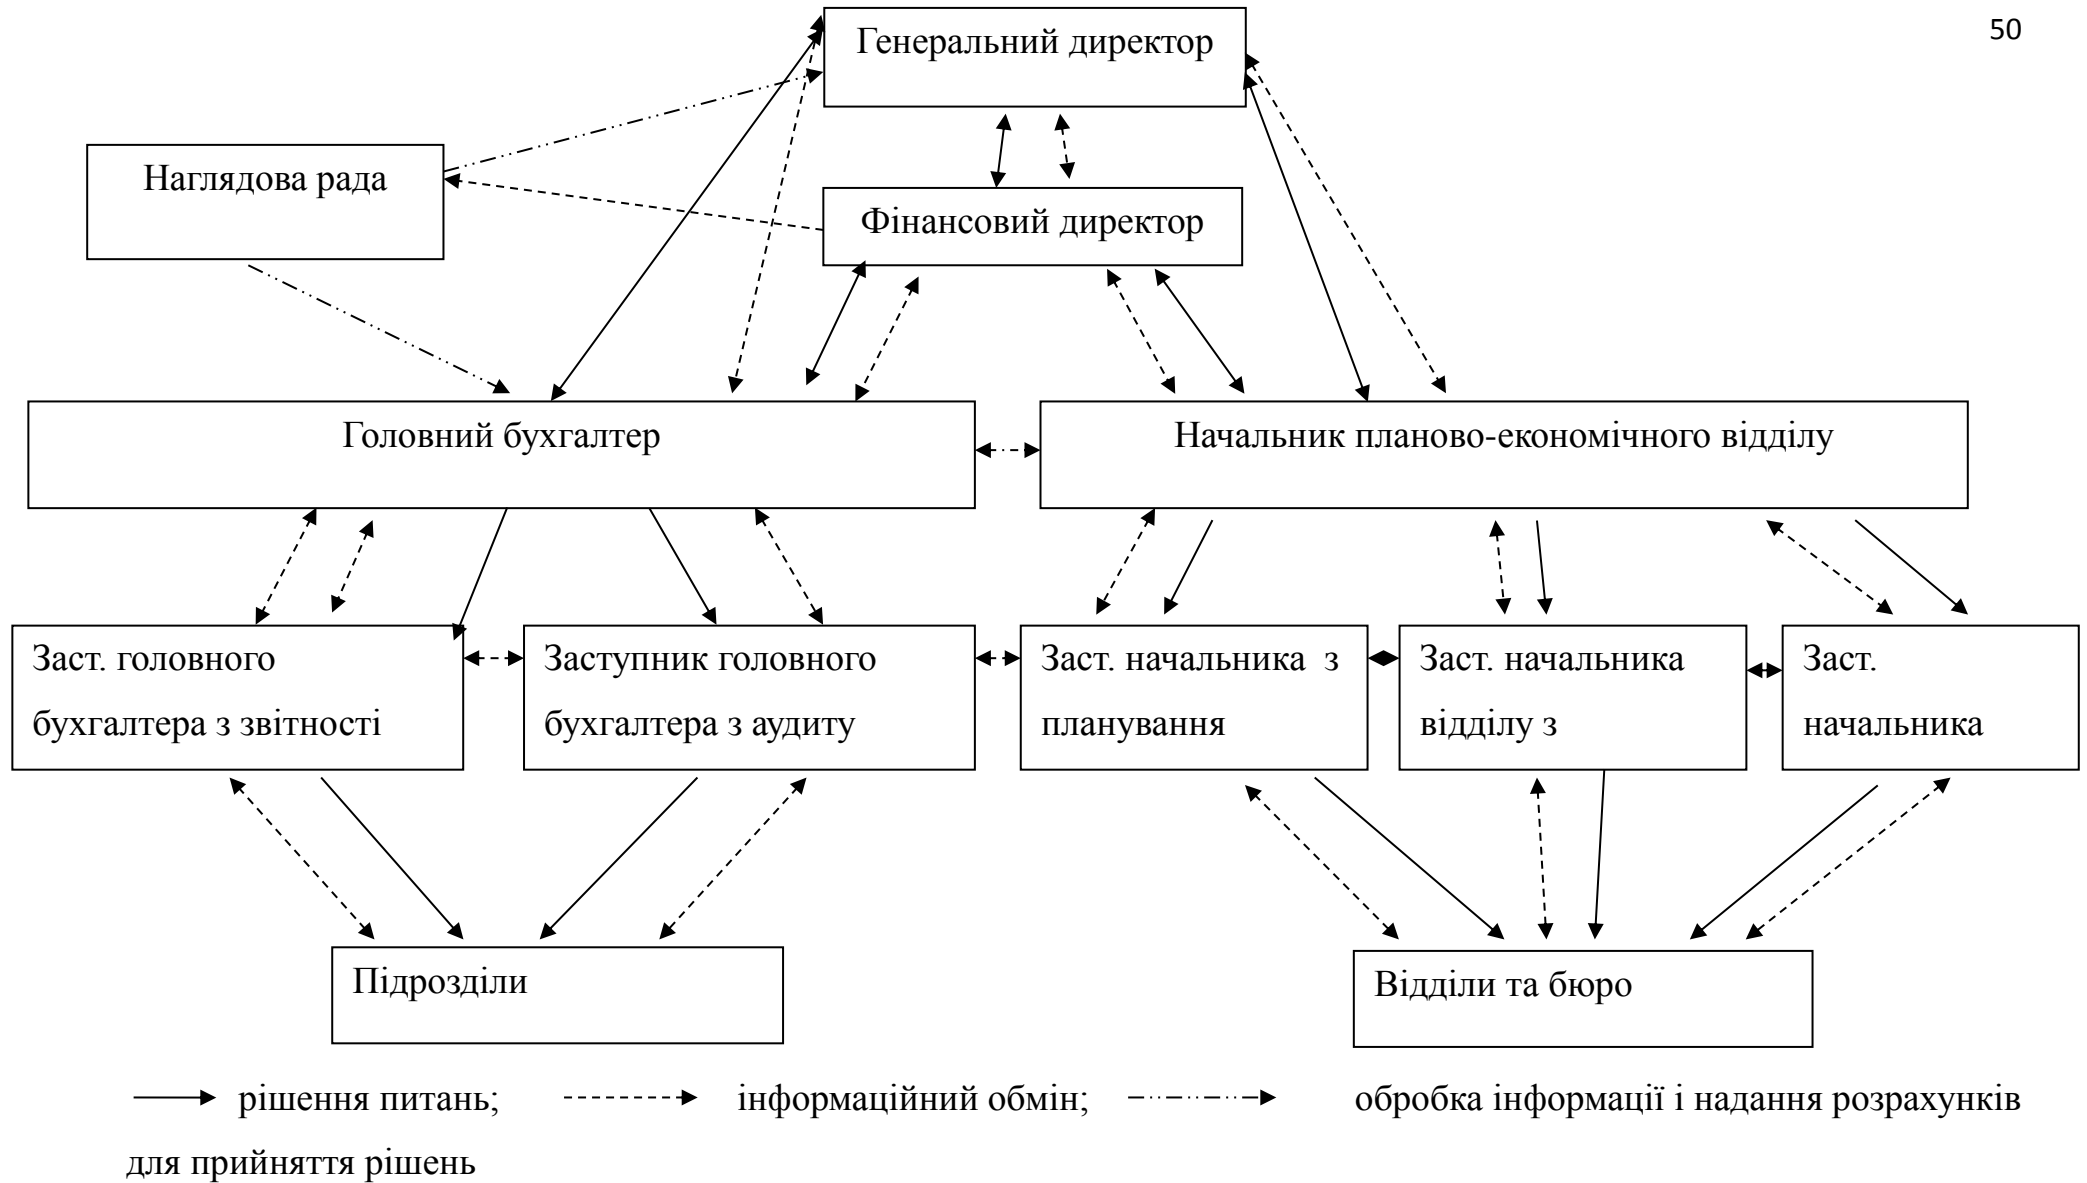 50
Генеральний директор
Наглядова рада
Фінансовий директор
Головний бухгалтер
Начальник планово-економічного відділу
Заст. головного
бухгалтера з звітності
Заступник головного
бухгалтера з аудиту
Заст. начальника з
планування
Заст. начальника
відділу з
Заст.
начальника
Підрозділи
Відділи та бюро
рішення питань; інформаційний обмін; обробка інформації і надання розрахунків
для прийняття рішень